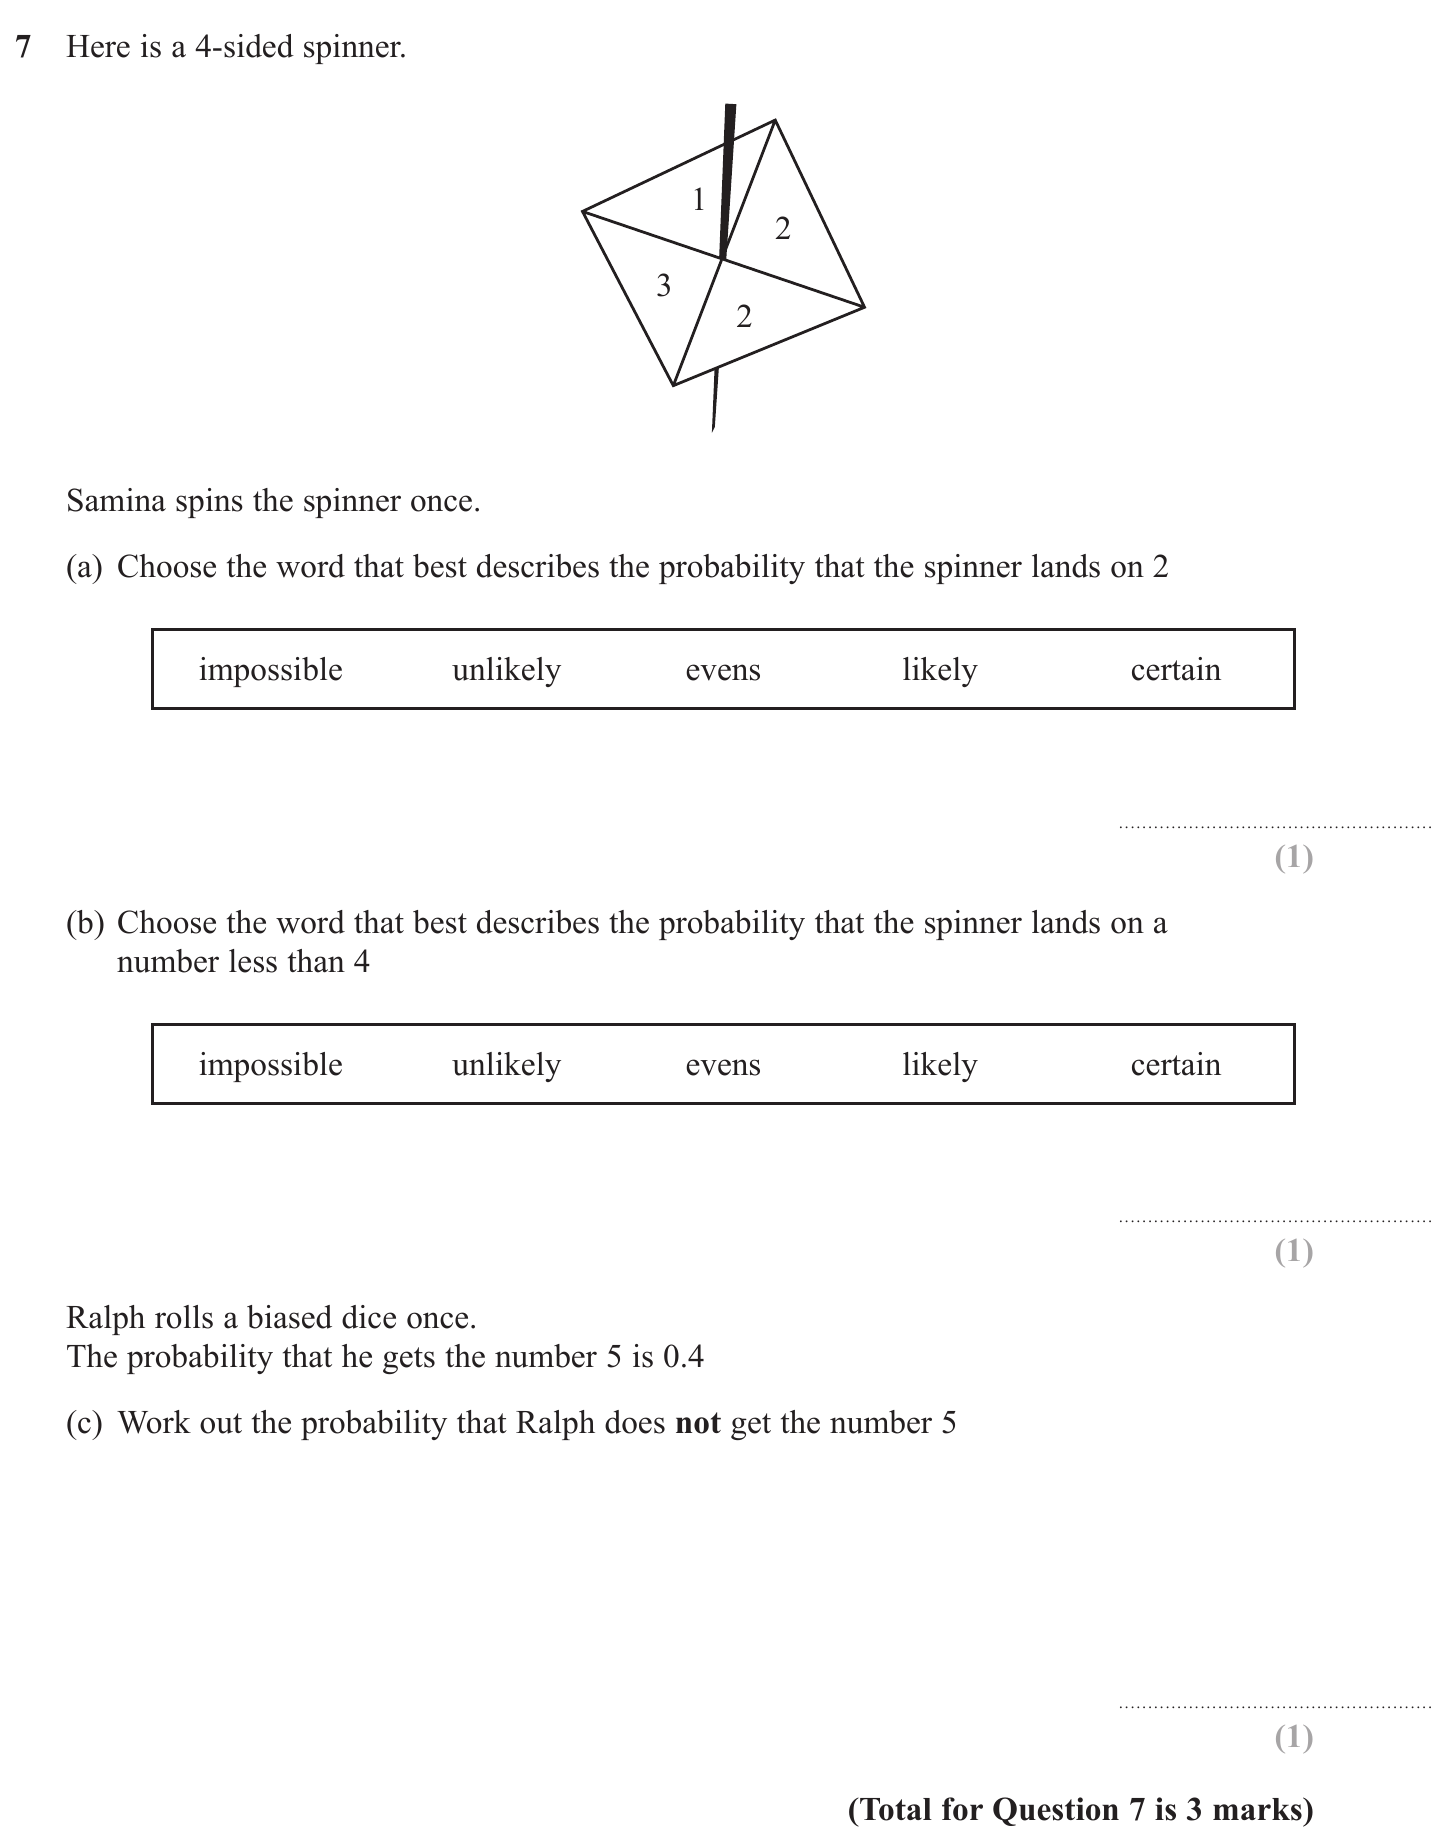 7 Here is a 4-sided spinner.
1
2
3
2
Samina spins the spinner once.
(a) Choose the word that best describes the probability that the spinner lands on 2
impossible unlikely evens likely certain
(1)
(b) Choose the word that best describes the probability that the spinner lands on a
number less than 4
impossible unlikely evens likely certain
(1)
Ralph rolls a biased dice once.
The probability that he gets the number 5 is 0.4
(c) Work out the probability that Ralph does not get the number 5
(1)
(Total for Question 7 is 3 marks)